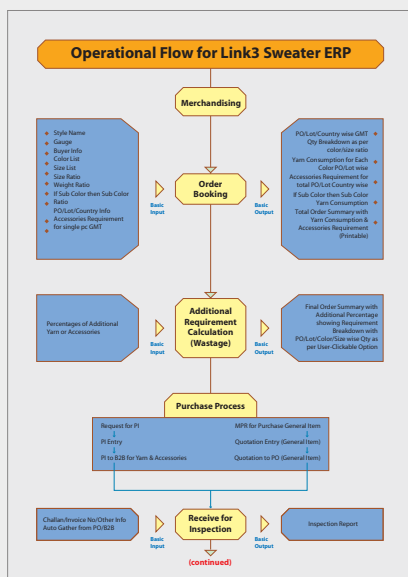 Operational Flow for Link3 Sweater ERP
Merchandising
Style Name
Gauge
Buyer Info
Color List
Size List
Size Ratio
Weight Ratio
If Sub Color then Sub Color
Ratio
PO/Lot/Country Info
Accessories Requirement
for single pc GMT
Basic
Input
Order
Booking
Basic
Output
PO/Lot/Country wise GMT
Qty Breakdown as per
color/size ratio
Yarn Consumption for Each
Color PO/Lot wise
Accessories Requirement for
total PO/Lot Country wise
If Sub Color then Sub Color
Yarn Consumption
Total Order Summary with
Yarn Consumption &
Accessories Requirement
(Printable)
Percentages of Additional
Yarn or Accessories
Basic
Input
Additional
Requirement
Calculation
(Wastage)
Basic
Output
Final Order Summary with
Additional Percentage
showing Requirement
Breakdown with
PO/Lot/Color/Size wise Qty as
per User-Clickable Option
Purchase Process
Request for PI
PI Entry
PI to B2B for Yarn & Accessories
MPR for Purchase General Item
Quotation Entry (General Item)
Quotation to PO (General Item)
Challan/Invoice No/Other Info
Auto Gather from PO/B2B
Basic
Input
Receive for
Inspection
Basic
Output
Inspection Report
(continued)